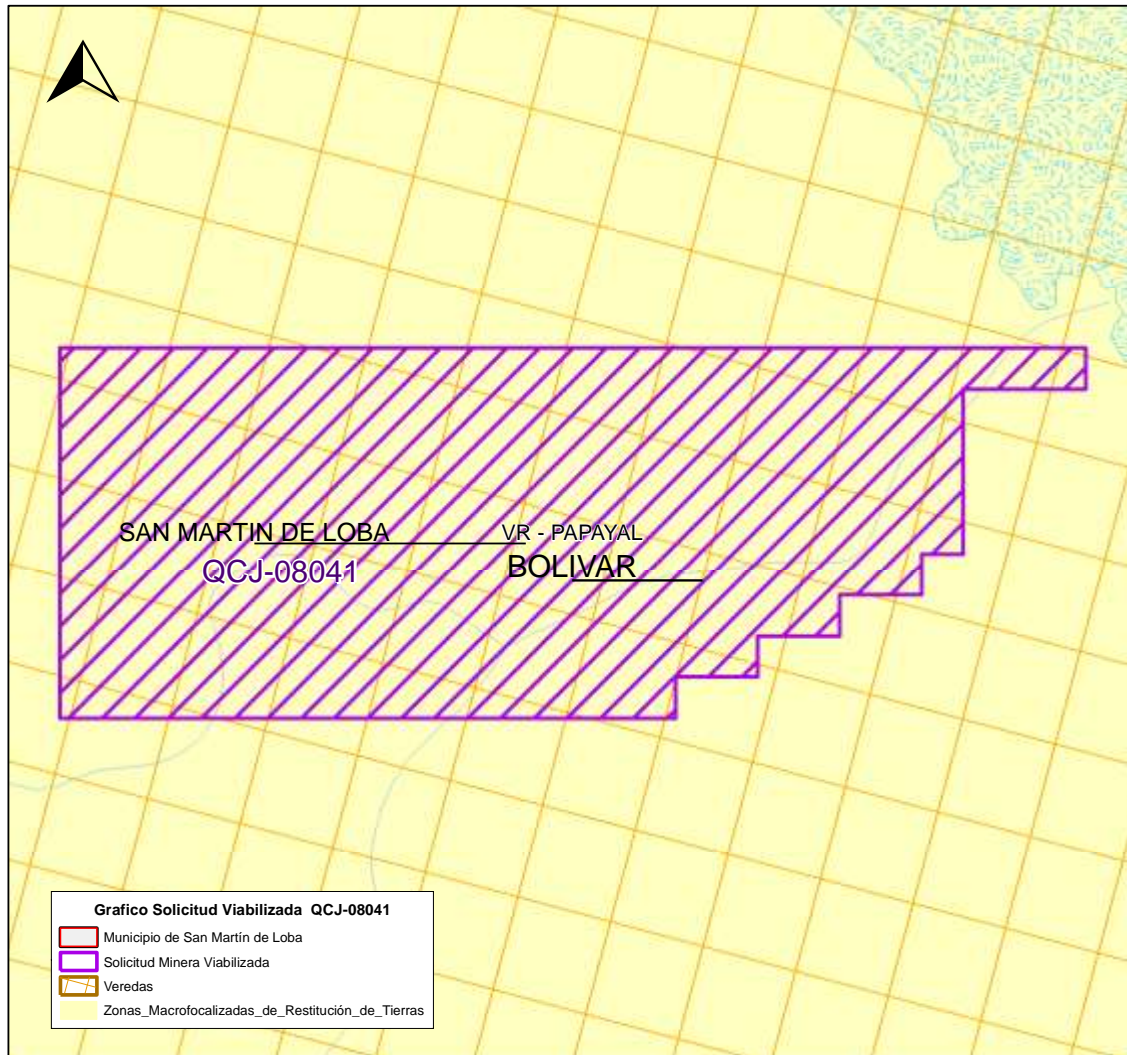 SAN MARTIN DE LOBA
VR - PAPAYAL
QCJ-08041
BOLIVAR
Grafico Solicitud Viabilizada QCJ-08041
Municipio de San Martín de Loba
Solicitud Minera Viabilizada
Veredas
Zonas_Macrofocalizadas_de_Restitución_de_Tierras